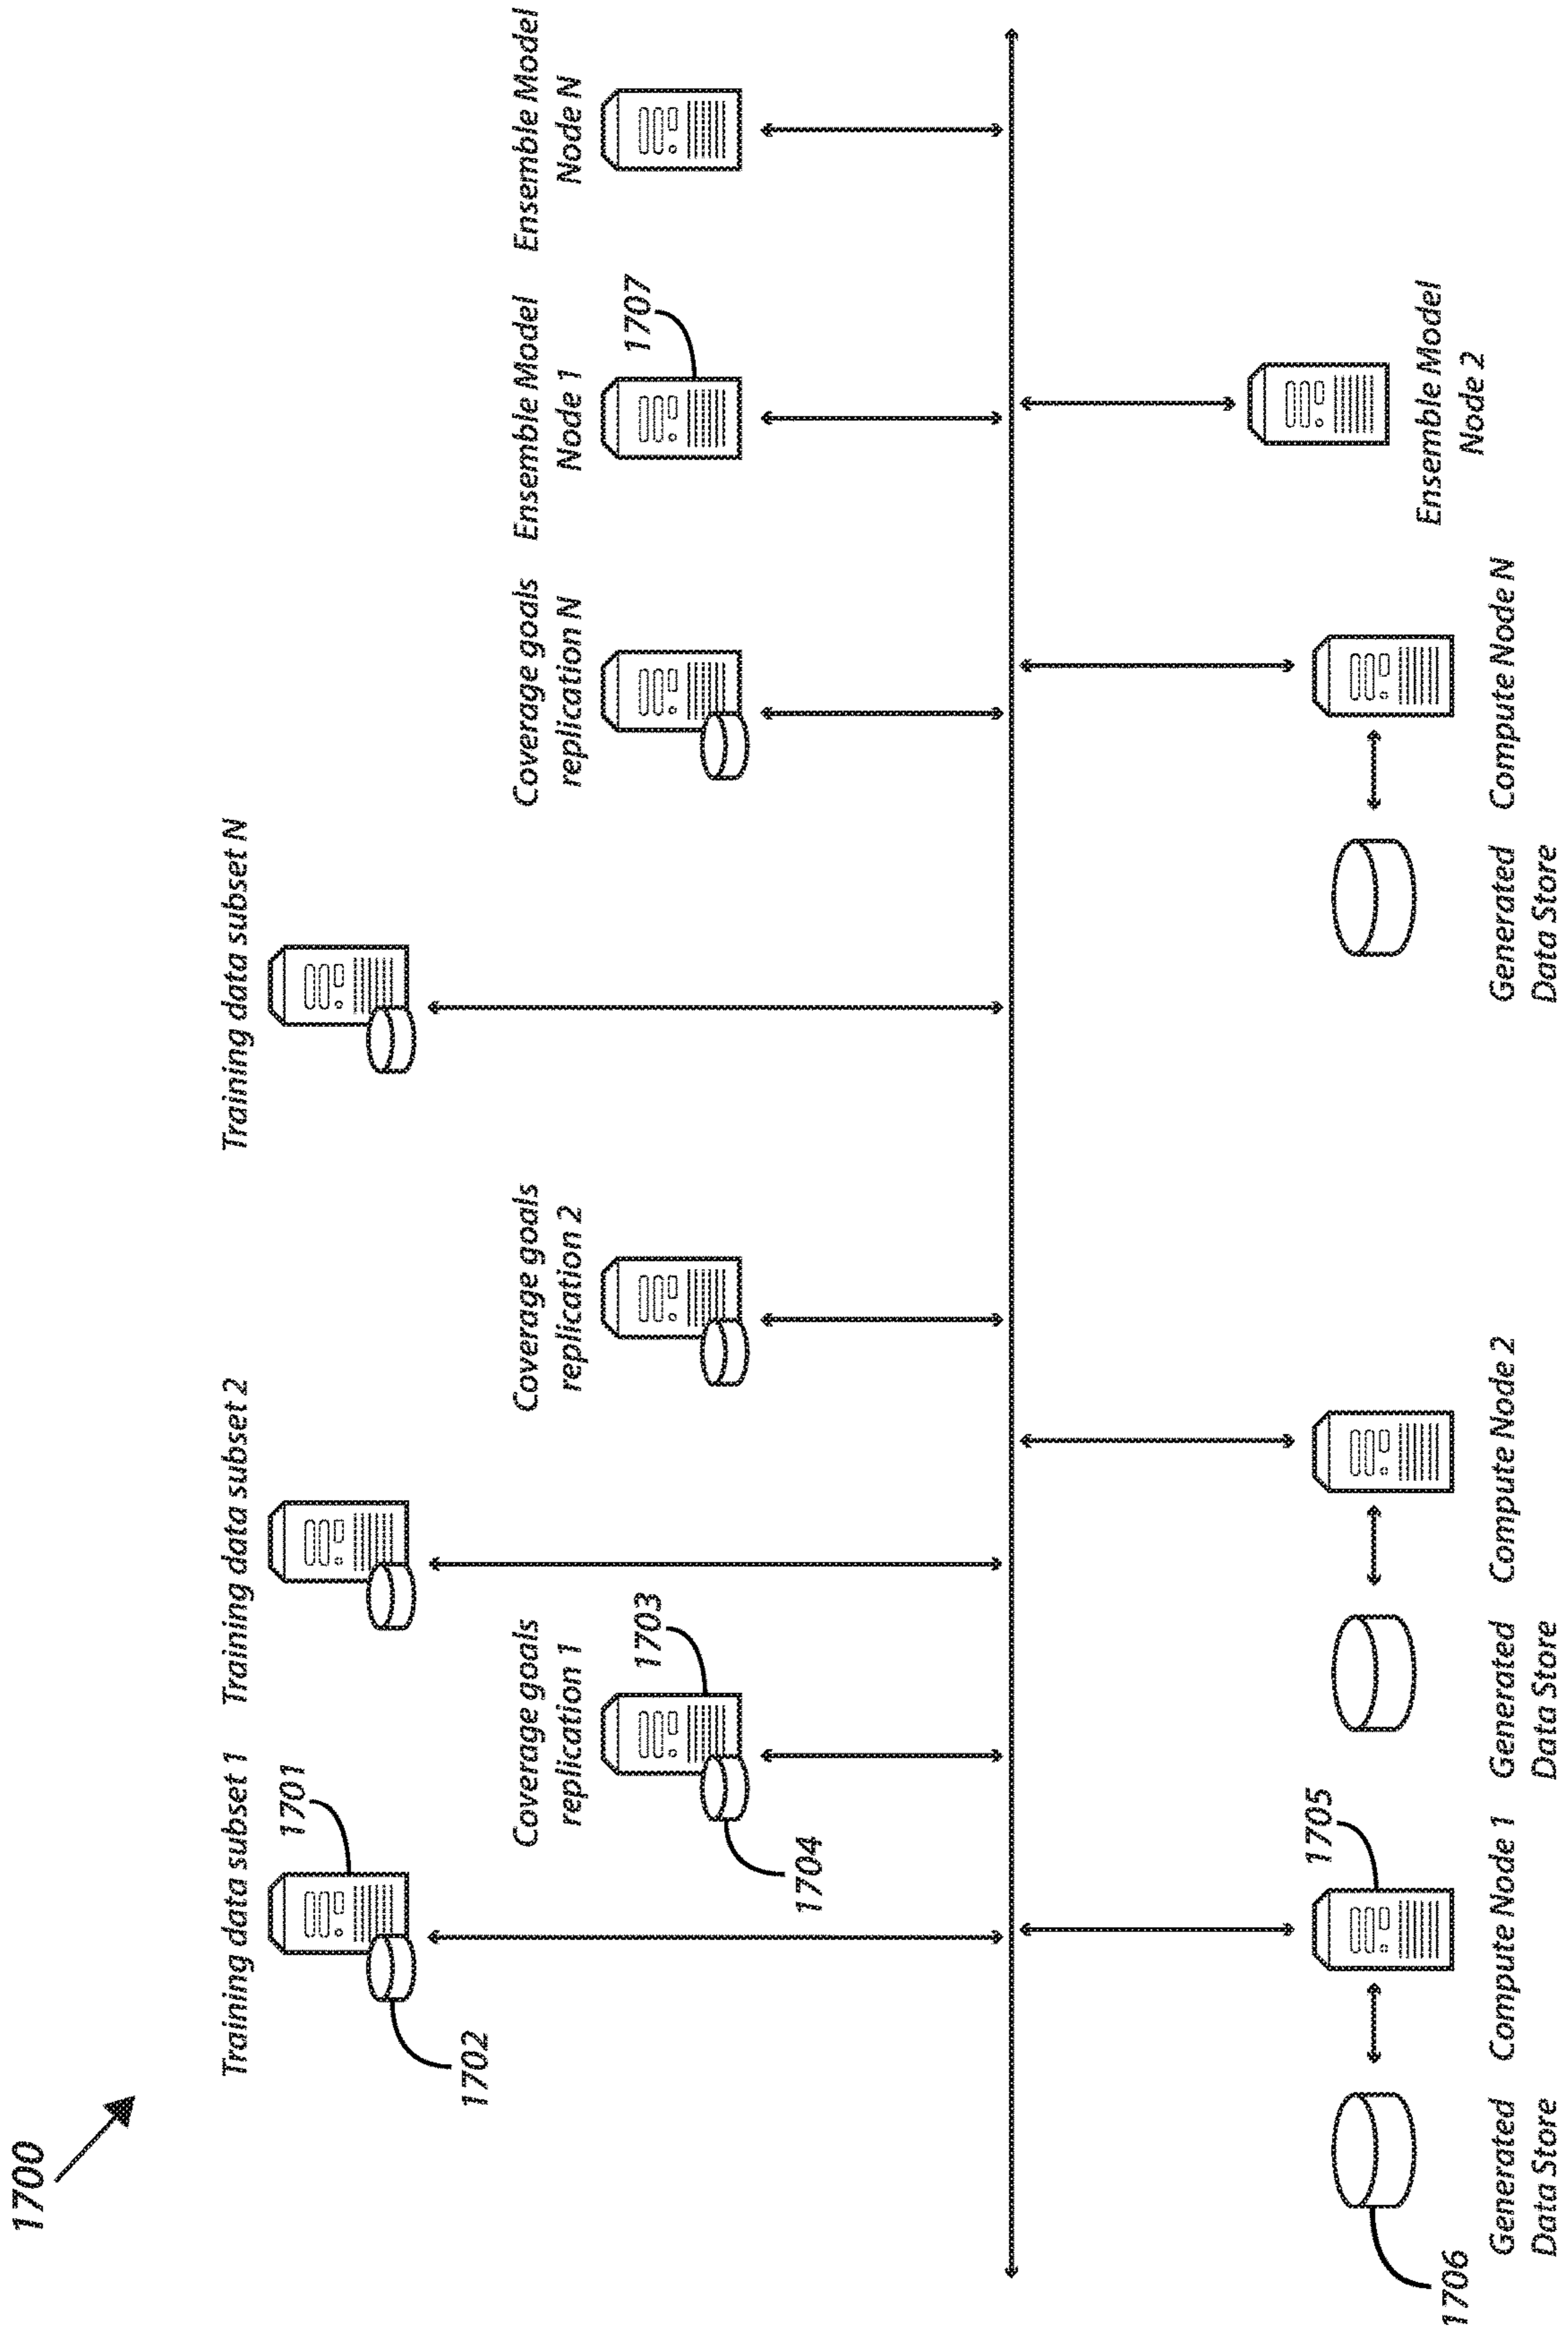 1700
Training data subset 1
1701
1702
Training data subset 2
Training data subset N
Coverage goals
replication 1
1703
1704
Coverage goals
replication 2
Coverage goals
replication N
Ensemble Model
Node 1
1707
Ensemble Model
Node N
1706
Generated
Data Store
1705
Compute Node 1
Generated
Data Store
Compute Node 2
Generated
Data Store
Compute Node N
Ensemble Model
Node 2